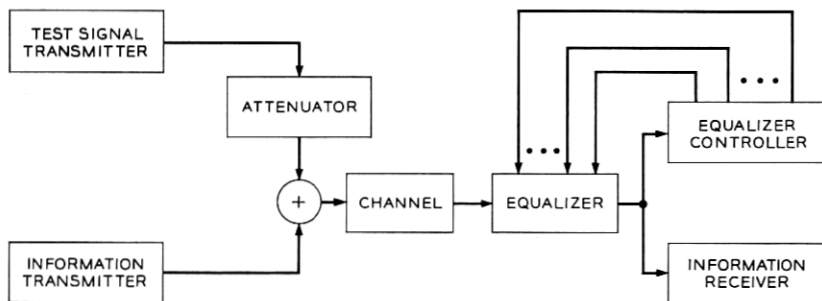 TEST SIGNAL
TRANSMITTER
ATTENUATOR
EQUALIZER
CONTROLLER
+
CHANNEL
EQUALIZER
INFORMATION
TRANSMITTER
INFORMATION
RECEIVER